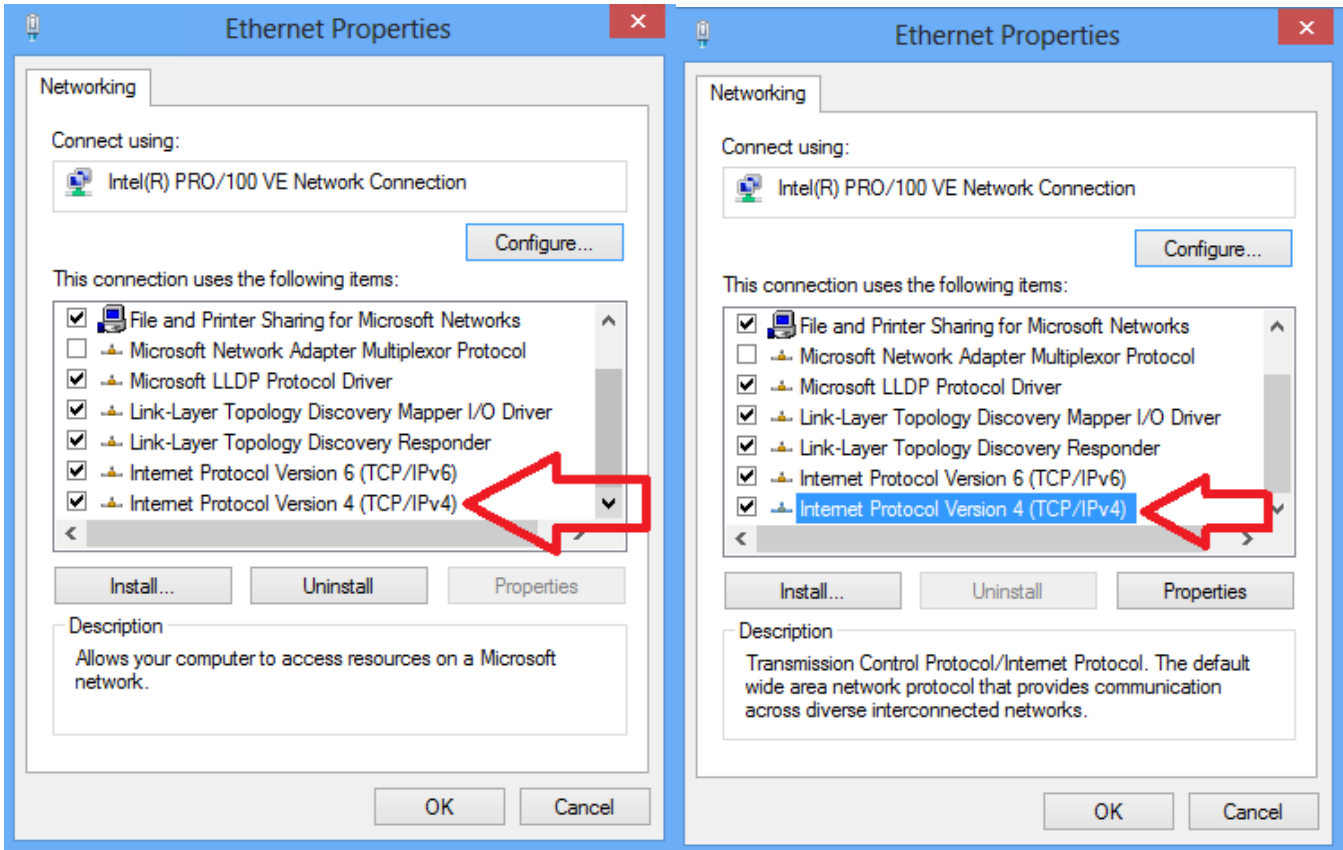 Ethernet Properties
Networking
Connect using:
Intel(R) PRO/100 VE Network Connection
Configure...
This connection uses the following items:
File and Printer Sharing for Microsoft Networks
Microsoft Network Adapter Multiplexor Protocol
Microsoft LLDP Protocol Driver
Link-Layer Topology Discovery Mapper I/O Driver
Link-Layer Topology Discovery Responder
Internet Protocol Version 6 (TCP/IPv6)
Internet Protocol Version 4 (TCP/IPv4)
Install...
Uninstall
Properties
Description
Allows your computer to access resources on a Microsoft
network.
OK
Cancel
Ethernet Properties
Networking
Connect using:
Intel(R) PRO/100 VE Network Connection
Configure...
This connection uses the following items:
File and Printer Sharing for Microsoft Networks
Microsoft Network Adapter Multiplexor Protocol
Microsoft LLDP Protocol Driver
Link-Layer Topology Discovery Mapper I/O Driver
Link-Layer Topology Discovery Responder
Internet Protocol Version 6 (TCP/IPv6)
Internet Protocol Version 4 (TCP/IPv4)
Install...
Uninstall
Properties
Description
Transmission Control Protocol/Internet Protocol. The default
wide area network protocol that provides communication
across diverse interconnected networks.
OK
Cancel